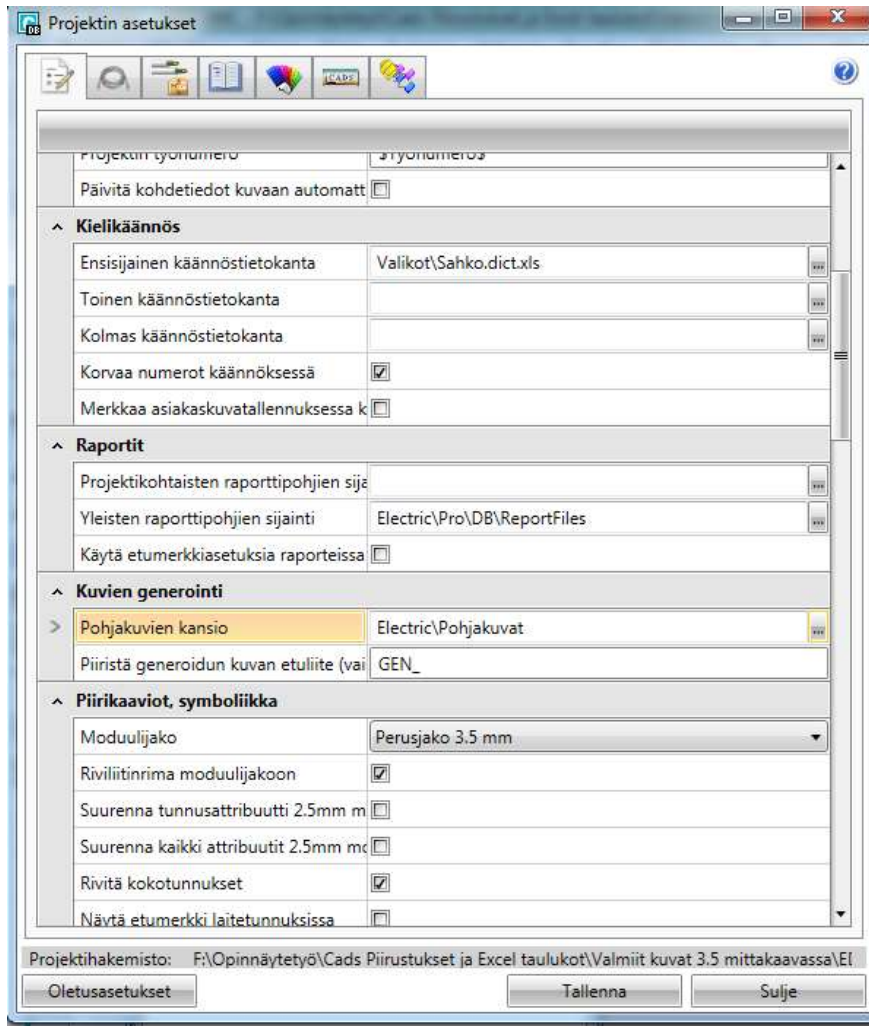 Projektin asetukset
CADS
Projektin työnumero $Tyonumero$
Päivitä kohdetiedot kuvaan automatt
Kielikäännös
Ensisijainen käännöstietokanta Valikot\Sahko.dict.xls ...
Toinen käännöstietokanta ...
Kolmas käännöstietokanta ...
Korvaa numerot käännöksessä
Merkkaa asiakaskuvatallennuksessa k
Raportit
Projektikohtaisten raporttipohjien sija ...
Yleisten raporttipohjien sijainti Electric\Pro\DB\ReportFiles ...
Käytä etumerkkiasetuksia raporteissa
Kuvien generointi
Pohjakuvien kansio Electric\Pohjakuvat ...
Piiristä generoidun kuvan etuliite (vai GEN_
Piirikaaviot, symboliikka
Moduulijako Perusjako 3.5 mm
Riviliitinrima moduulijakoon
Suurenna tunnusattribuutti 2.5mm m
Suurenna kaikki attribuutit 2.5mm mo
Rivitä kokotunnukset
Näytä etumerkki laitetunnuksissa
Projektihakemisto: F:\Opinnäytetyö\Cads Piirustukset ja Excel taulukot\Valmiit kuvat 3.5 mittakaavassa\E
Oletusasetukset Tallenna Sulje